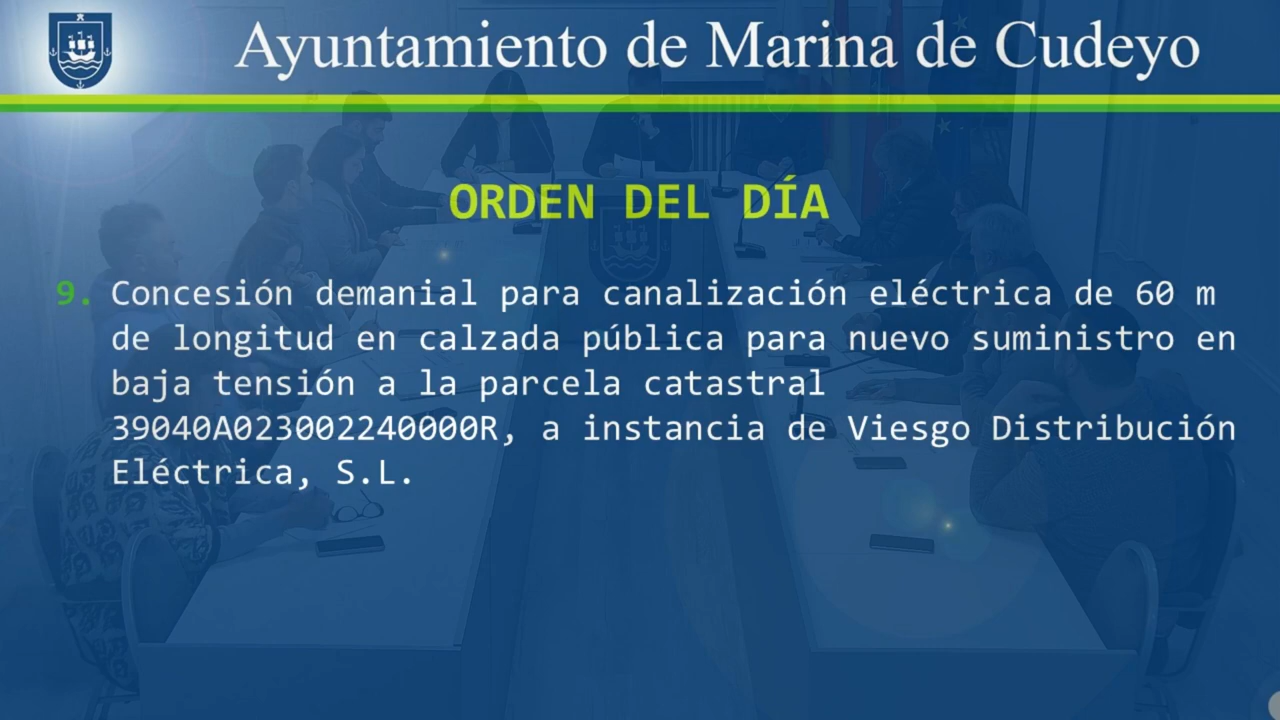 Ayuntamiento de Marina de Cudeyo
ORDEN DEL DÍA
9. Concesión demanial para canalización eléctrica de 60 m
de longitud en calzada pública para nuevo suministro en
baja tensión a la parcela catastral
39040A023002240000R, a instancia de Viesgo Distribución
Eléctrica, S.L.